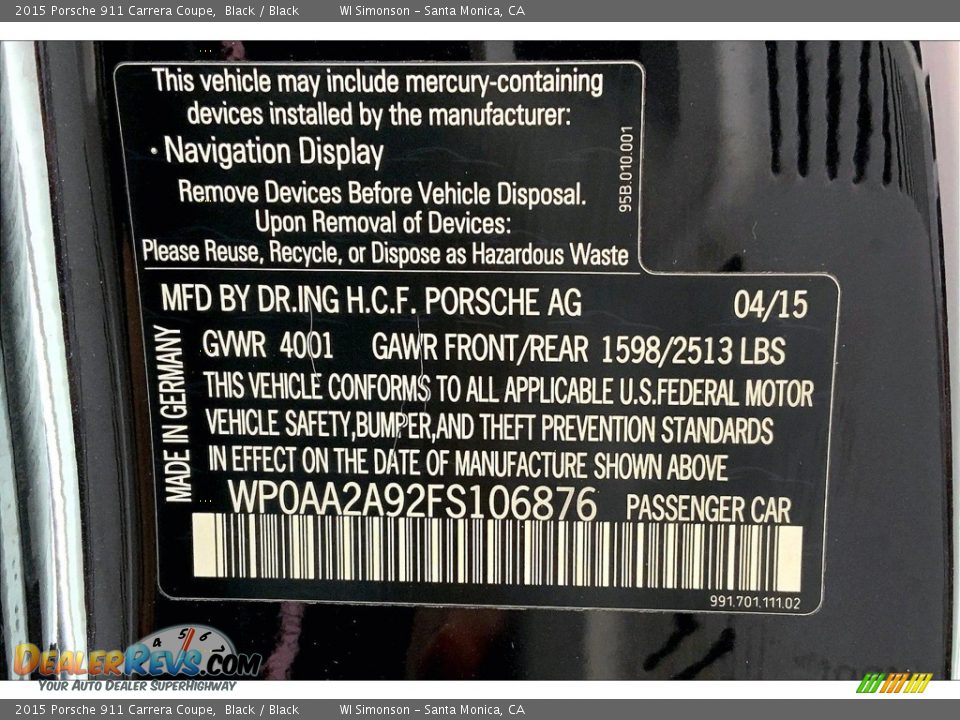 2015 Porsche 911 Carrera Coupe, Black / Black WI Simonson - Santa Monica, CA
This vehicle may include mercury-containing
devices installed by the manufacturer:
· Navigation Display
Remove Devices Before Vehicle Disposal.
Upon Removal of Devices:
Please Reuse, Recycle, or Dispose as Hazardous Waste
95B.010.001
MFD BY DR.ING H.C.F. PORSCHE AG 04/15
GVWR 4001 GAWR FRONT/REAR 1598/2513 LBS
THIS VEHICLE CONFORMS TO ALL APPLICABLE U.S.FEDERAL MOTOR
VEHICLE SAFETY,BUMPER,AND THEFT PREVENTION STANDARDS
IN EFFECT ON THE DATE OF MANUFACTURE SHOWN ABOVE
MADE IN GERMANY
WP0AA2A92FS106876 PASSENGER CAR
991.701.111.02
4 5 6
DealerRevs.com
Your Auto Dealer SuperHighway
2015 Porsche 911 Carrera Coupe, Black / Black WI Simonson - Santa Monica, CA